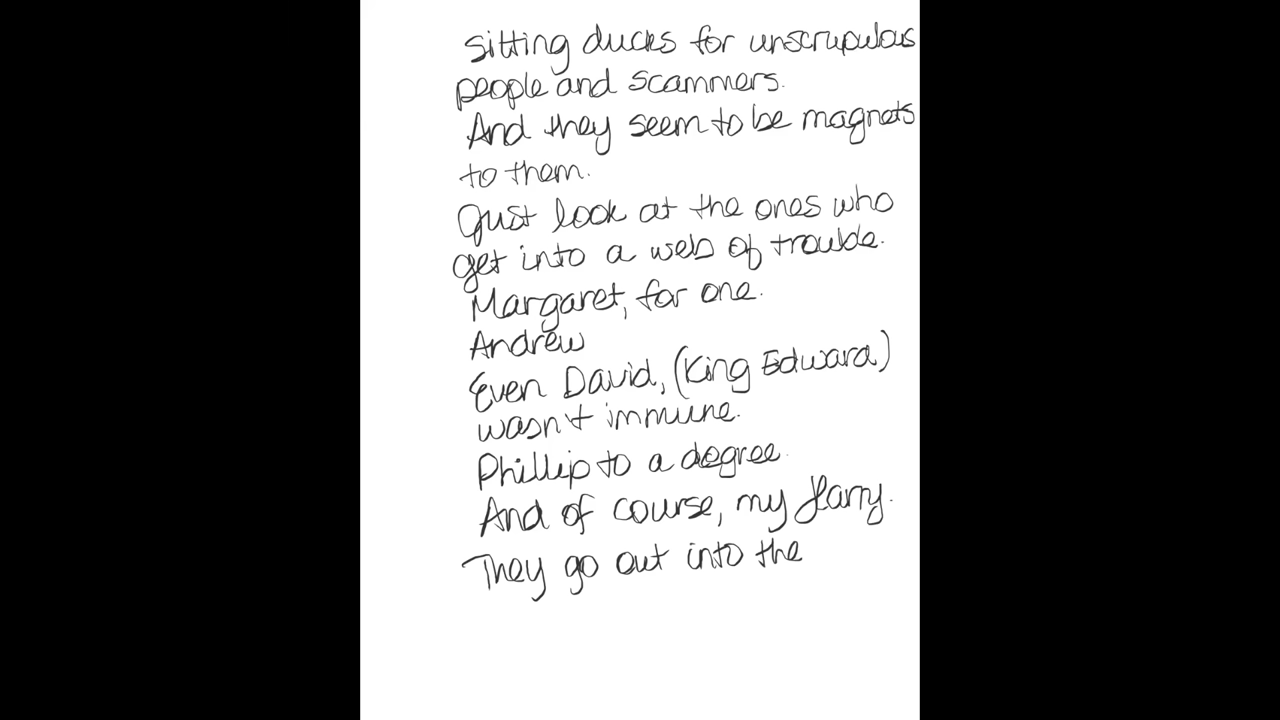 sitting ducks for unscrupulous
people and scammers.
And they seem to be magnets
to them.
Just look at the ones who
get into a web of trouble.
Margaret, for one.
Andrew
Even David, (King Edward)
wasn't immune.
Phillip to a degree.
And of course, my Harry.
They go out into the